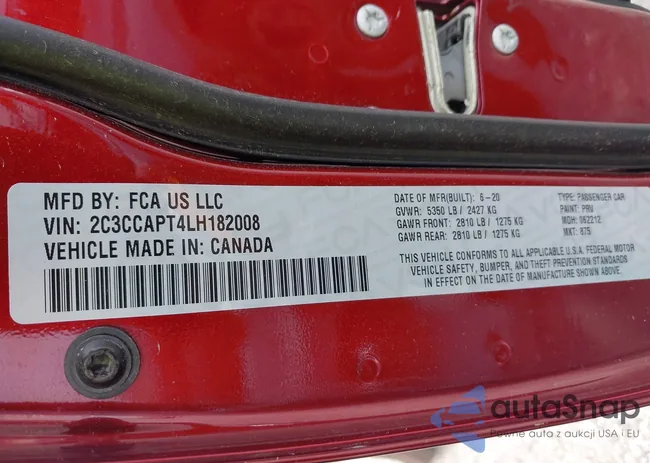 MFD BY: FCA US LLC
VIN: 2C3CCAPT4LH182008
VEHICLE MADE IN: CANADA
DATE OF MFR(BUILT): 6-20
GVWR: 5350 LB / 2427 KG
GAWR FRONT: 2810 LB / 1275 KG
GAWR REAR: 2810 LB / 1275 KG
TYPE: PASSENGER CAR
PAINT: PRV
MDH: 062212
MKT: 875
THIS VEHICLE CONFORMS TO ALL APPLICABLE U.S.A. FEDERAL MOTOR
VEHICLE SAFETY, BUMPER, AND THEFT PREVENTION STANDARDS
IN EFFECT ON THE DATE OF MANUFACTURE SHOWN ABOVE.
autoSnap
Pewne auta z aukcji USA i EU